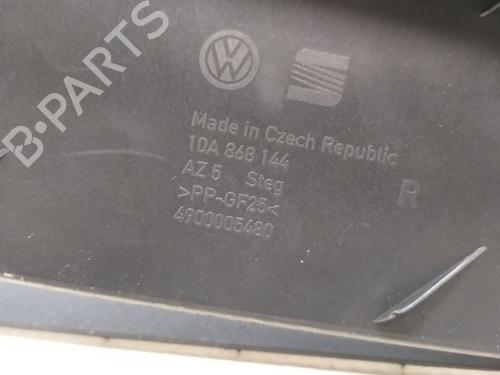 Made in Czech Republic
10A 868 144
AZ 5 Steg
>PP-GF25<
4900005480
R
B-PARTS